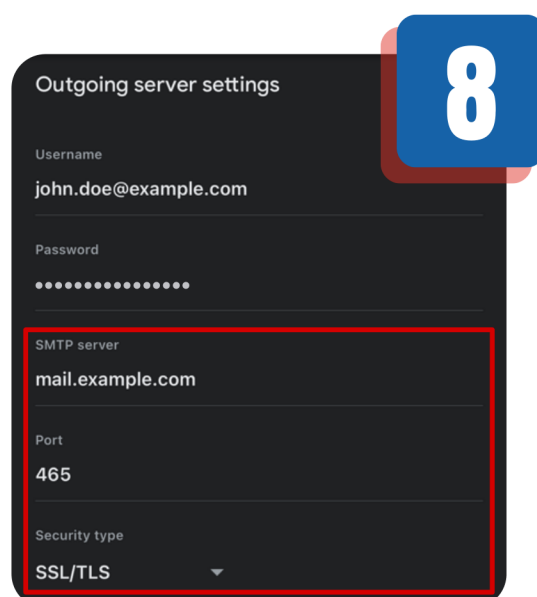 8
Outgoing server settings
Username
john.doe@example.com
Password
••••••••••••••••
SMTP server
mail.example.com
Port
465
Security type
SSL/TLS